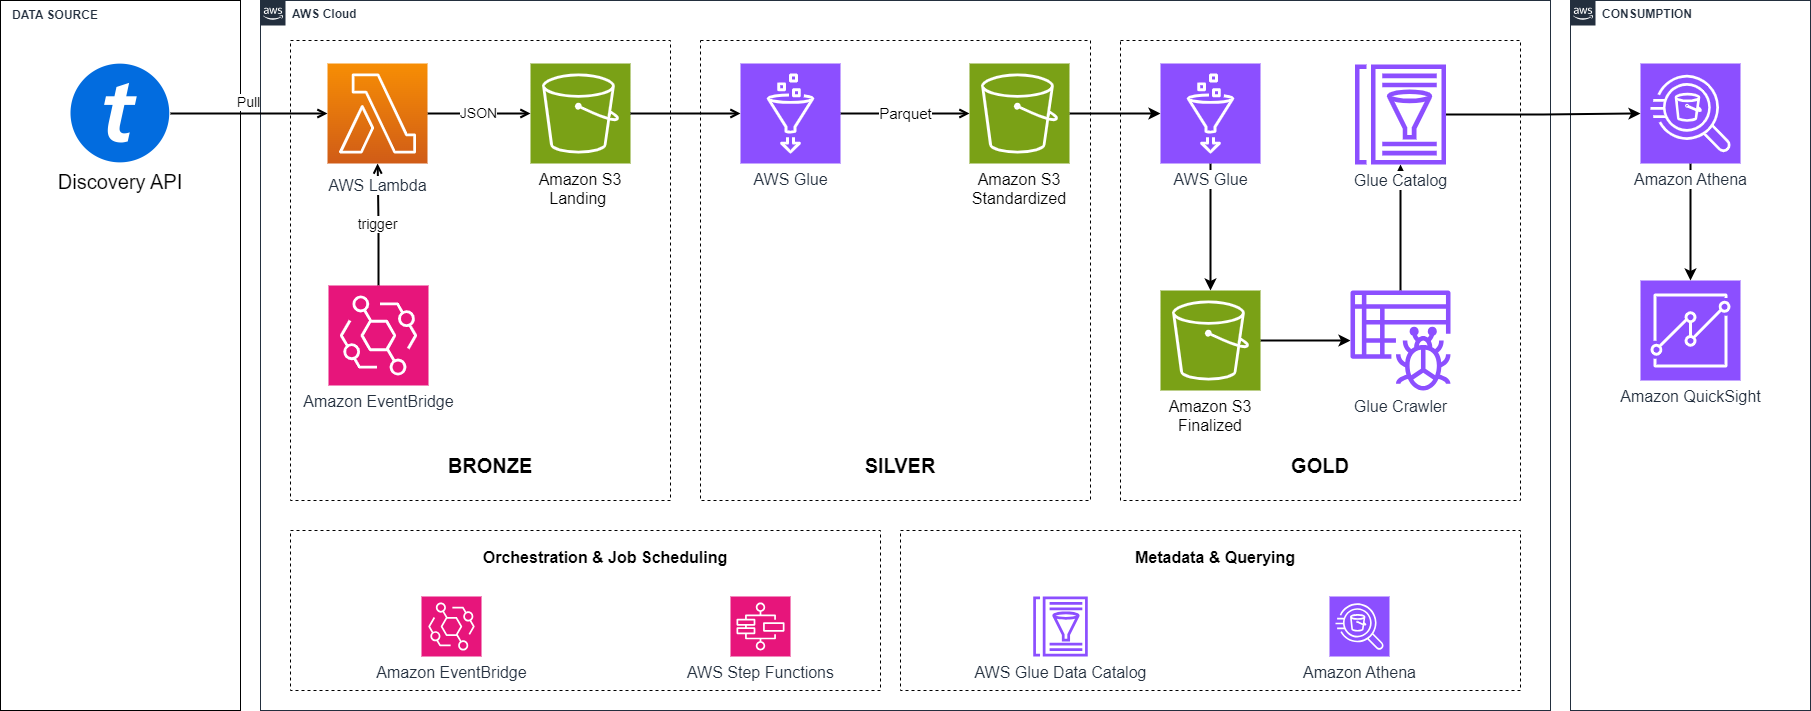 DATA SOURCE
aws
AWS Cloud
aws
CONSUMPTION
t
Discovery API
Pull
AWS Lambda
JSON
Amazon S3
Landing
trigger
Amazon EventBridge
BRONZE
AWS Glue
Parquet
Amazon S3
Standardized
SILVER
AWS Glue
Glue Catalog
Amazon S3
Finalized
Glue Crawler
GOLD
Amazon Athena
Amazon QuickSight
Orchestration & Job Scheduling
Amazon EventBridge
AWS Step Functions
Metadata & Querying
AWS Glue Data Catalog
Amazon Athena